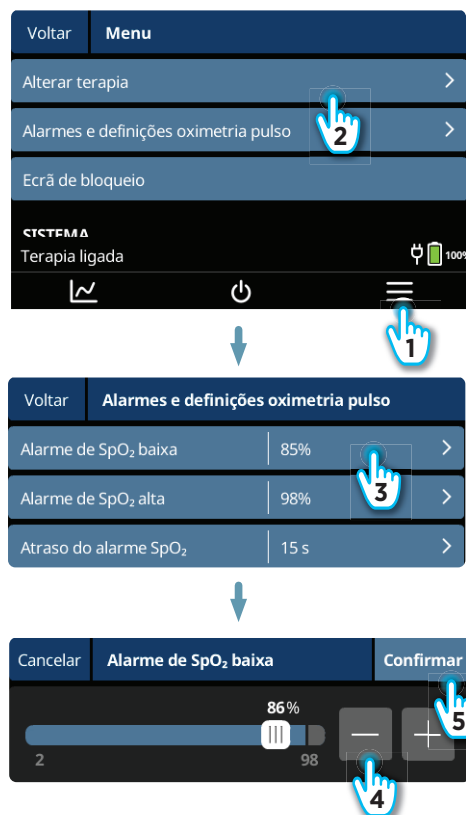 Voltar Menu
Alterar terapia
2
Alarmes e definições oximetria pulso
Ecrã de bloqueio
SISTEMA
Terapia ligada 100%
1
Voltar Alarmes e definições oximetria pulso
Alarme de SpO₂ baixa 85%
3
Alarme de SpO₂ alta 98%
Atraso do alarme SpO₂ 15 s
Cancelar Alarme de SpO₂ baixa Confirmar
86%
5
2 98
4